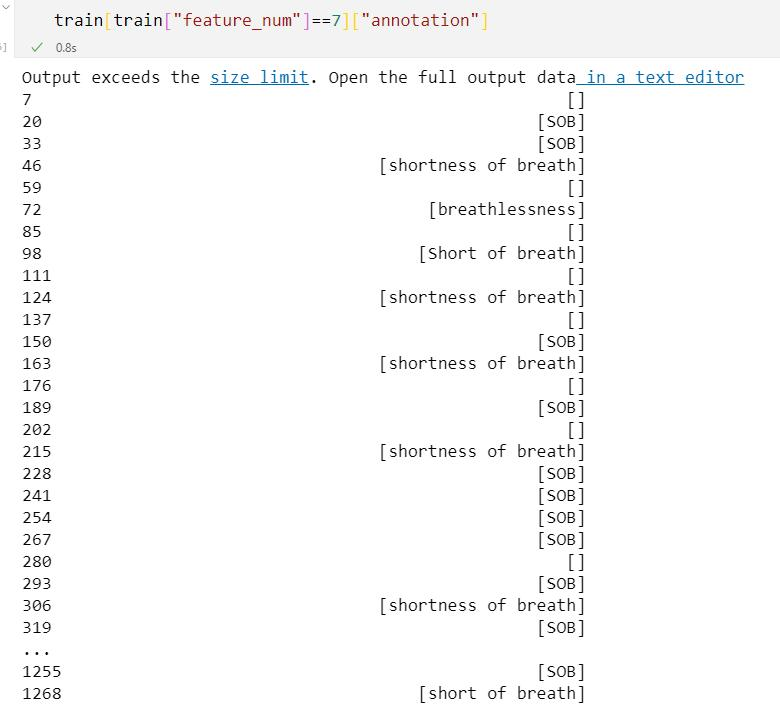 train[train["feature_num"]==7]["annotation"]
0.8s
Output exceeds the size limit. Open the full output data in a text editor
7 []
20 [SOB]
33 [SOB]
46 [shortness of breath]
59 []
72 [breathlessness]
85 []
98 [Short of breath]
111 []
124 [shortness of breath]
137 []
150 [SOB]
163 [shortness of breath]
176 []
189 [SOB]
202 []
215 [shortness of breath]
228 [SOB]
241 [SOB]
254 [SOB]
267 [SOB]
280 []
293 [SOB]
306 [shortness of breath]
319 [SOB]
...
1255 [SOB]
1268 [short of breath]